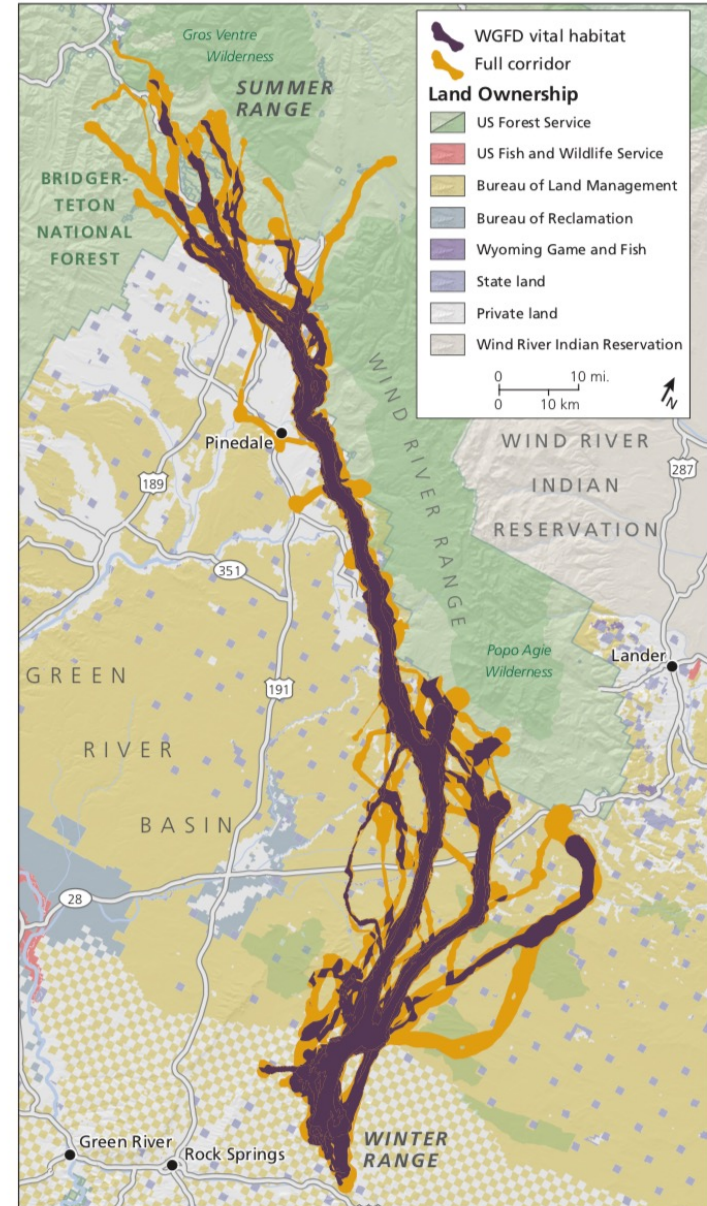 WGFD vital habitat
Full corridor
Land Ownership
US Forest Service
US Fish and Wildlife Service
Bureau of Land Management
Bureau of Reclamation
Wyoming Game and Fish
State land
Private land
Wind River Indian Reservation
0 10 mi.
0 10 km
N
Gros Ventre
Wilderness
SUMMER
RANGE
BRIDGER-
TETON
NATIONAL
FOREST
WIND RIVER RANGE
WIND RIVER
INDIAN
RESERVATION
287
Pinedale
189
351
Popo Agie
Wilderness
Lander
GREEN
RIVER
BASIN
191
28
Green River
Rock Springs
WINTER
RANGE